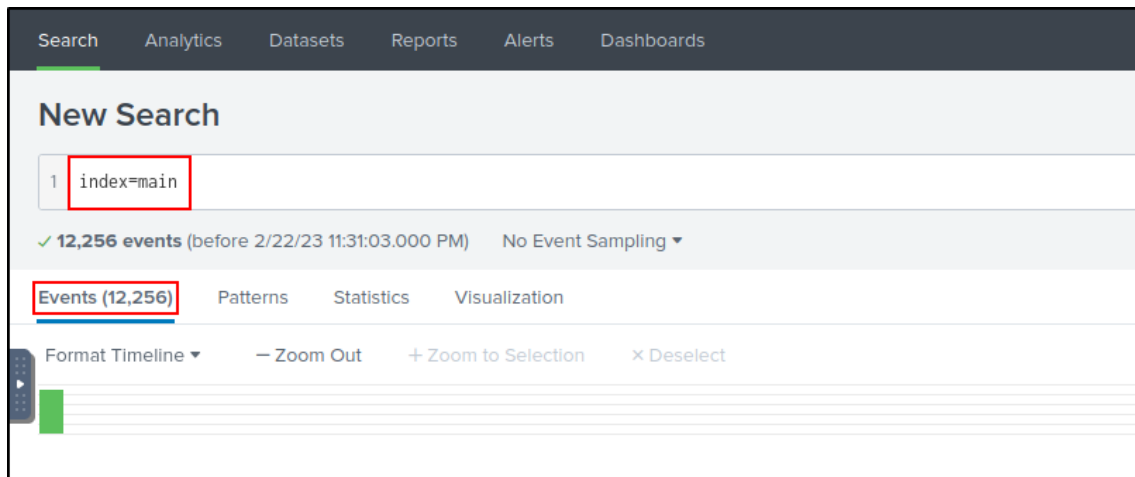 Search Analytics Datasets Reports Alerts Dashboards
New Search
1 index=main
✓ 12,256 events (before 2/22/23 11:31:03.000 PM) No Event Sampling ▾
Events (12,256) Patterns Statistics Visualization
Format Timeline ▾ — Zoom Out + Zoom to Selection × Deselect